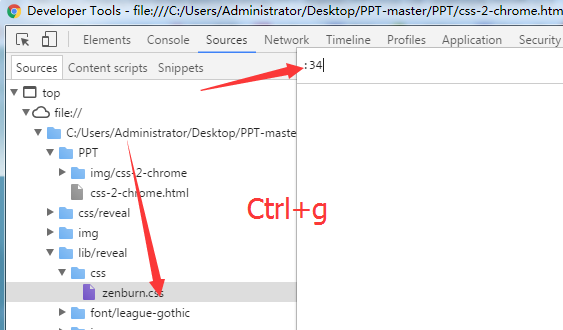 Developer Tools - file:///C:/Users/Administrator/Desktop/PPT-master/PPT/css-2-chrome.htm
Elements Console Sources Network Timeline Profiles Application Security
Sources Content scripts Snippets
:34
top
file://
C:/Users/Administrator/Desktop/PPT-maste
PPT
img/css-2-chrome
css-2-chrome.html
Ctrl+g
css/reveal
img
lib/reveal
css
zenburn.css
font/league-gothic